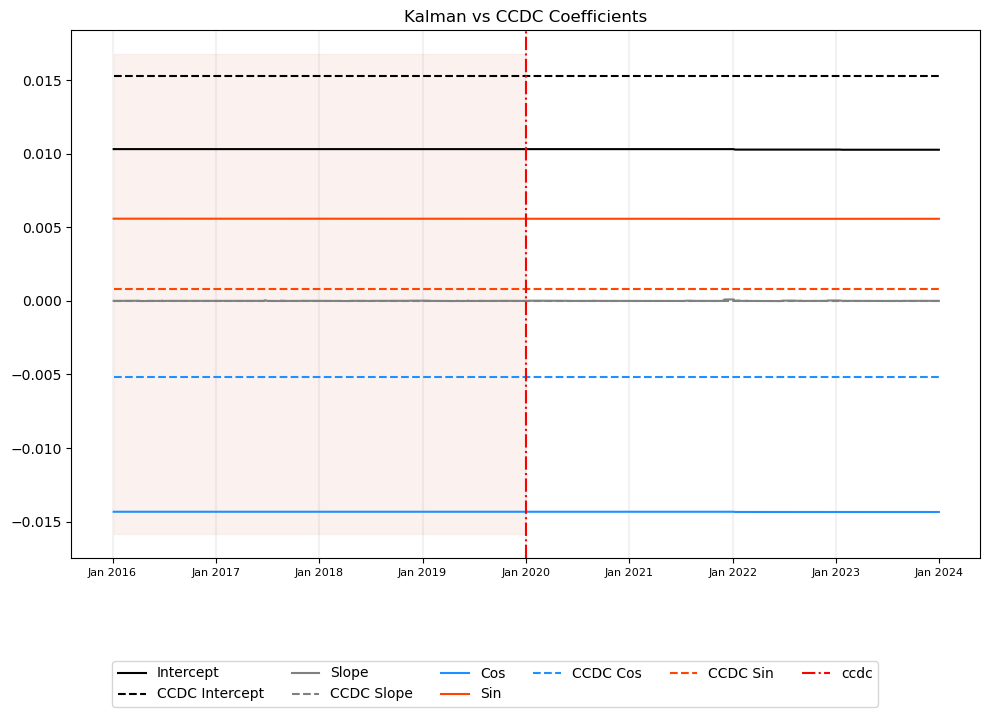 Kalman vs CCDC Coefficients
0.015
0.010
0.005
0.000
−0.005
−0.010
−0.015
Jan 2016 Jan 2017 Jan 2018 Jan 2019 Jan 2020 Jan 2021 Jan 2022 Jan 2023 Jan 2024
Intercept Slope Cos CCDC Cos CCDC Sin ccdc
CCDC Intercept CCDC Slope Sin